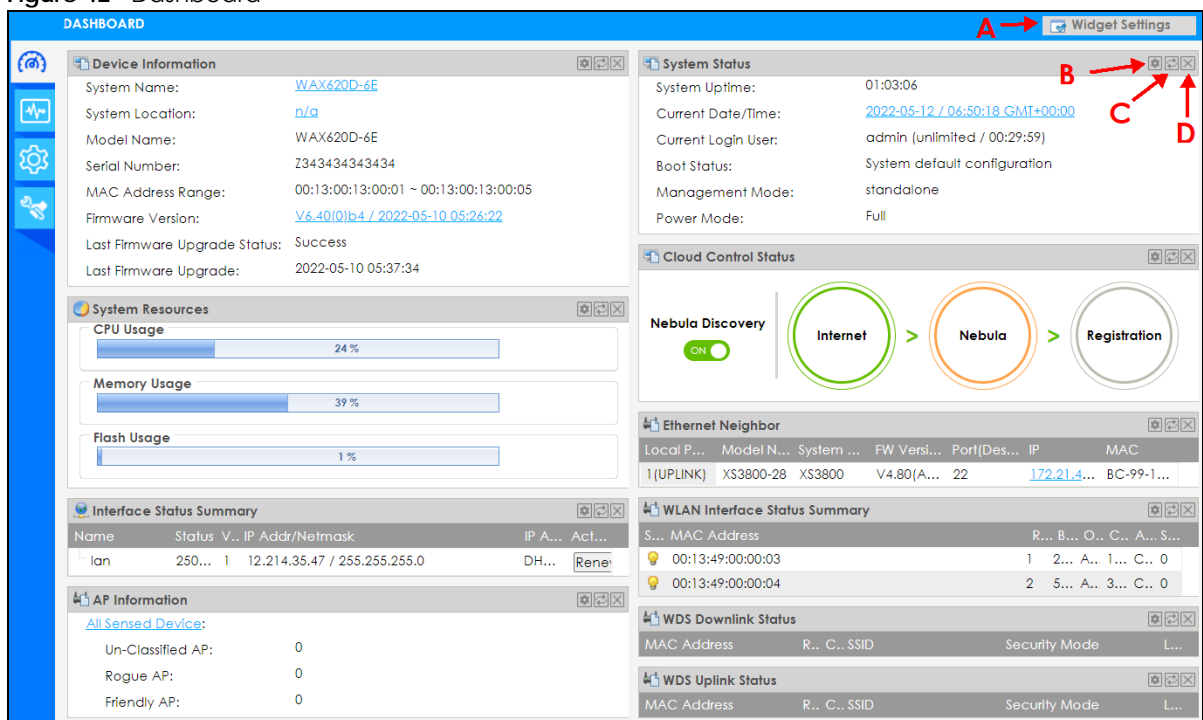 Figure 42 Dashboard
DASHBOARD
A
Widget Settings
Device Information
System Name: WAX620D-6E
System Location: n/a
Model Name: WAX620D-6E
Serial Number: Z343434343434
MAC Address Range: 00:13:00:13:00:01 ~ 00:13:00:13:00:05
Firmware Version: V6.40(0)b4 / 2022-05-10 05:26:22
Last Firmware Upgrade Status: Success
Last Firmware Upgrade: 2022-05-10 05:37:34
System Resources
CPU Usage
24 %
Memory Usage
39 %
Flash Usage
1 %
Interface Status Summary
Name Status V.. IP Addr/Netmask IP A... Act...
lan 250... 1 12.214.35.47 / 255.255.255.0 DH... Rene
AP Information
All Sensed Device:
Un-Classified AP: 0
Rogue AP: 0
Friendly AP: 0
System Status
B
C
D
System Uptime: 01:03:06
Current Date/Time: 2022-05-12 / 06:50:18 GMT+00:00
Current Login User: admin (unlimited / 00:29:59)
Boot Status: System default configuration
Management Mode: standalone
Power Mode: Full
Cloud Control Status
Nebula Discovery
ON
Internet > Nebula > Registration
Ethernet Neighbor
Local P... Model N... System ... FW Versi... Port(Des... IP MAC
1(UPLINK) XS3800-28 XS3800 V4.80(A... 22 172.21.4... BC-99-1...
WLAN Interface Status Summary
S... MAC Address R... B... O.. C.. A... S...
00:13:49:00:00:03 1 2... A.. 1... C.. 0
00:13:49:00:00:04 2 5... A.. 3... C.. 0
WDS Downlink Status
MAC Address R.. C.. SSID Security Mode L...
WDS Uplink Status
MAC Address R.. C.. SSID Security Mode L...